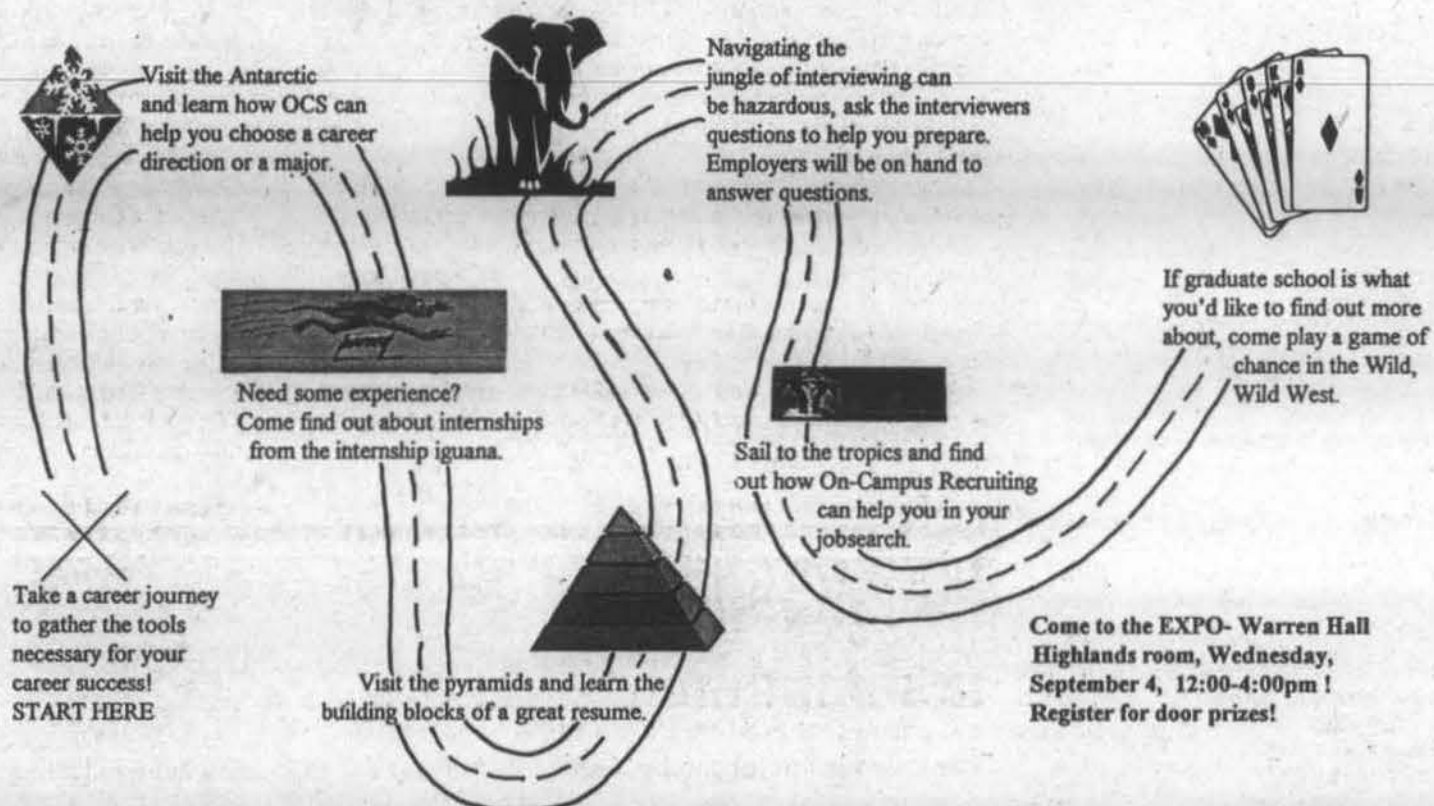 Take a career journey
to gather the tools
necessary for your
career success!
START HERE
Visit the Antarctic
and learn how OCS can
help you choose a career
direction or a major.
Need some experience?
Come find out about internships
from the internship iguana.
Visit the pyramids and learn the
building blocks of a great resume.
Navigating the
jungle of interviewing can
be hazardous, ask the interviewers
questions to help you prepare.
Employers will be on hand to
answer questions.
Sail to the tropics and find
out how On-Campus Recruiting
can help you in your
jobsearch.
If graduate school is what
you'd like to find out more
about, come play a game of
chance in the Wild,
Wild West.
Come to the EXPO- Warren Hall
Highlands room, Wednesday,
September 4, 12:00-4:00pm !
Register for door prizes!